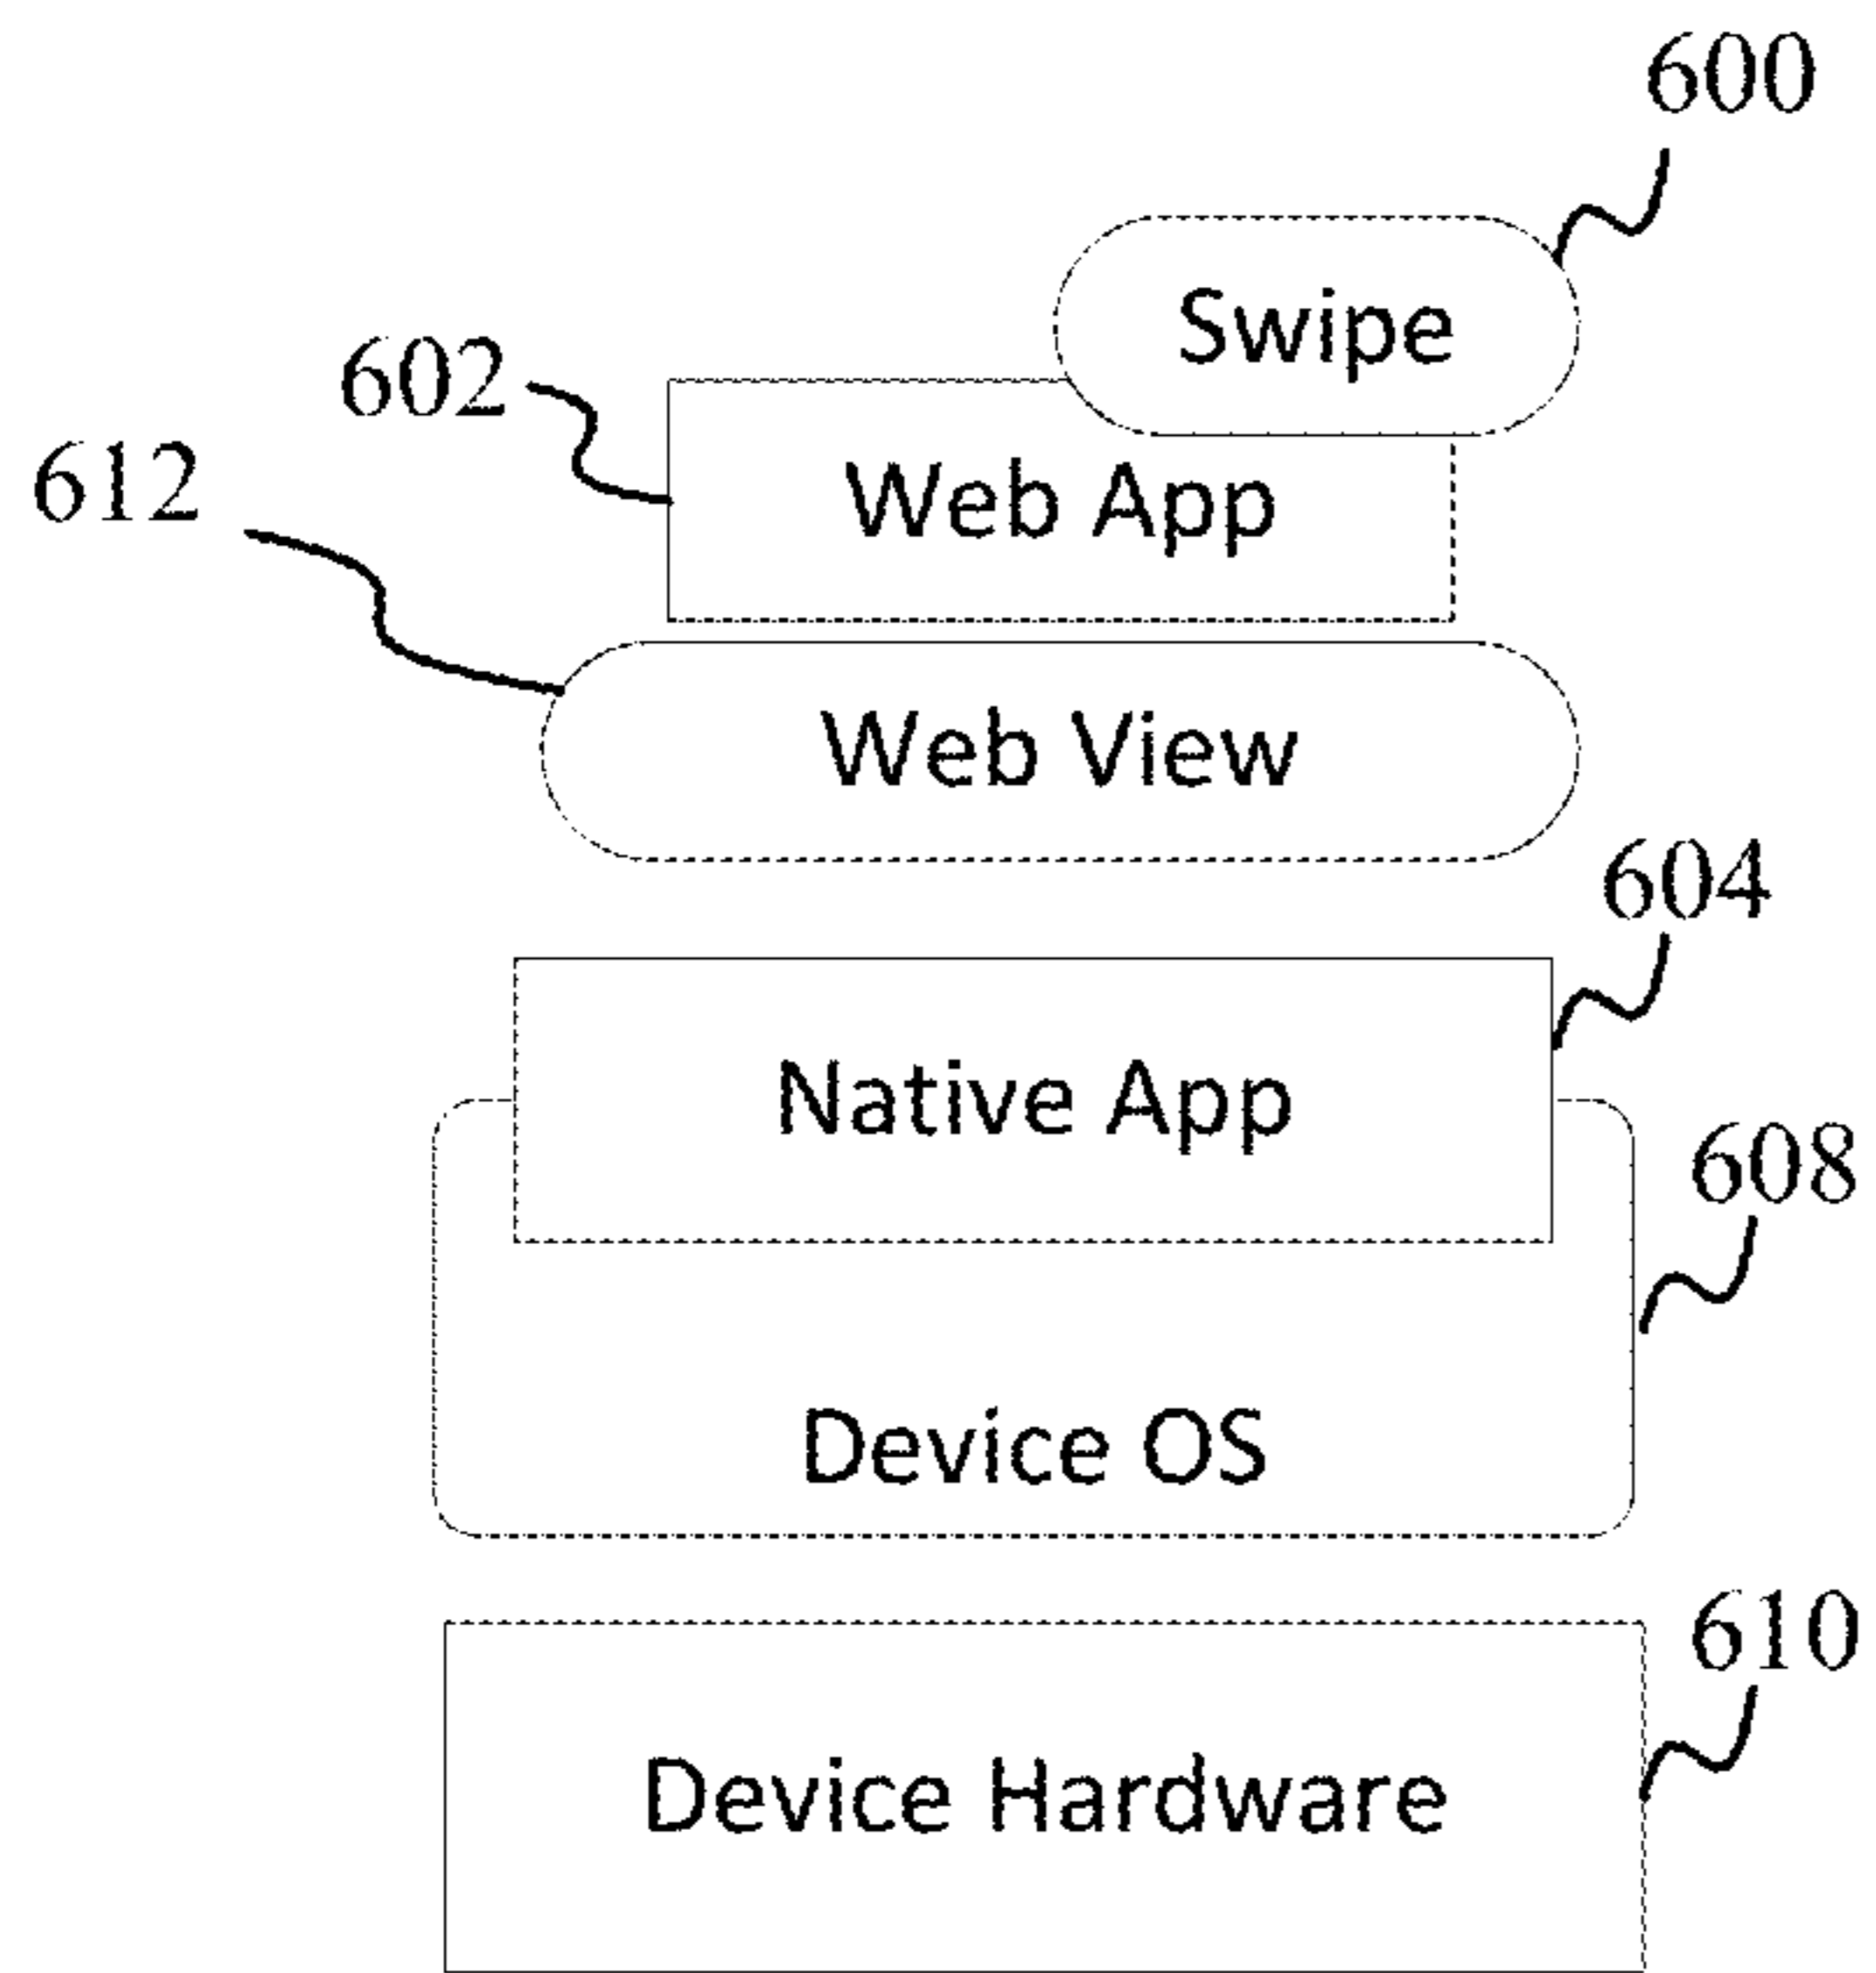 600
Swipe
602
612
Web App
Web View
604
Native App
608
Device OS
610
Device Hardware